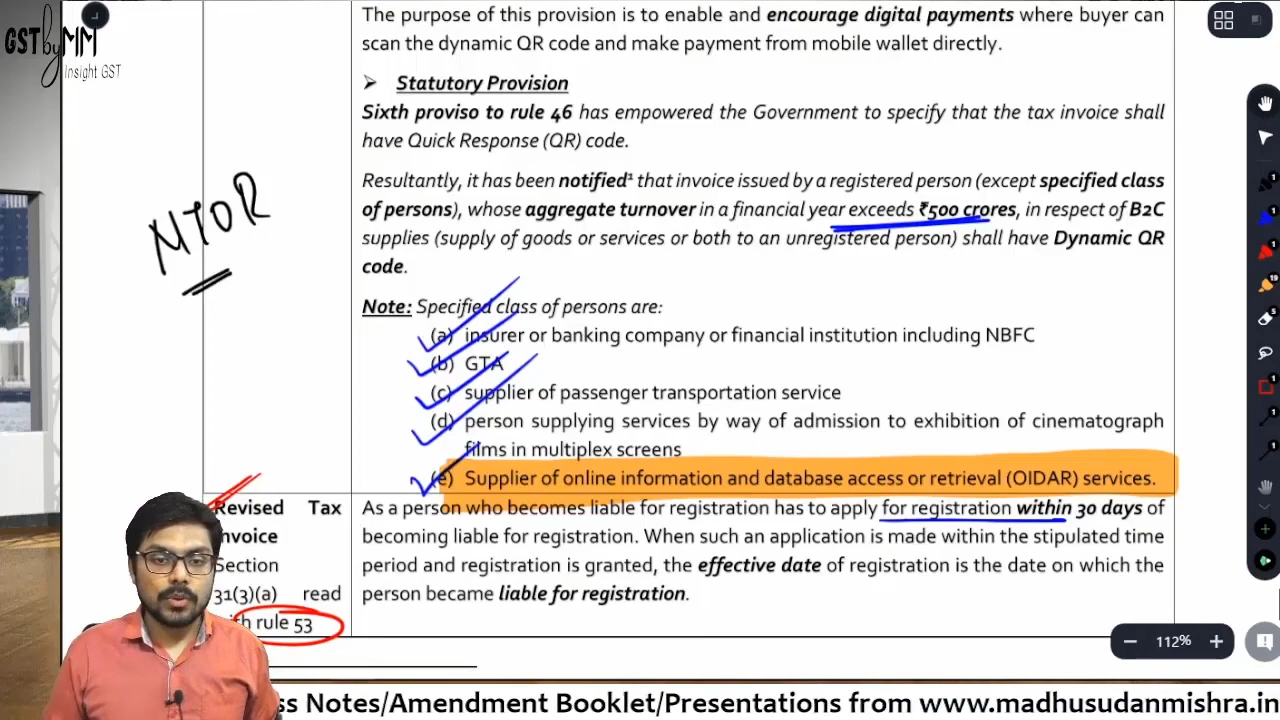 GST by MM
Insight GST
The purpose of this provision is to enable and encourage digital payments where buyer can
scan the dynamic QR code and make payment from mobile wallet directly.
➤ Statutory Provision
Sixth proviso to rule 46 has empowered the Government to specify that the tax invoice shall
have Quick Response (QR) code.
Resultantly, it has been notified¹ that invoice issued by a registered person (except specified class
of persons), whose aggregate turnover in a financial year exceeds ₹500 crores, in respect of B2C
supplies (supply of goods or services or both to an unregistered person) shall have Dynamic QR
code.
MTOR
Note: Specified class of persons are:
(a) insurer or banking company or financial institution including NBFC
(b) GTA
(c) supplier of passenger transportation service
(d) person supplying services by way of admission to exhibition of cinematograph
films in multiplex screens
(e) Supplier of online information and database access or retrieval (OIDAR) services.
Revised Tax
Invoice
Section
31(3)(a) read
with rule 53
As a person who becomes liable for registration has to apply for registration within 30 days of
becoming liable for registration. When such an application is made within the stipulated time
period and registration is granted, the effective date of registration is the date on which the
person became liable for registration.
− 112% +
ss Notes/Amendment Booklet/Presentations from www.madhusudanmishra.in